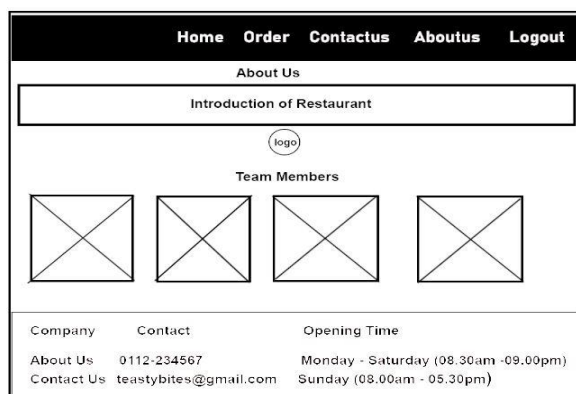 Home Order Contactus Aboutus Logout
About Us
Introduction of Restaurant
logo
Team Members
Company Contact Opening Time
About Us 0112-234567 Monday - Saturday (08.30am -09.00pm)
Contact Us teastybites@gmail.com Sunday (08.00am - 05.30pm)